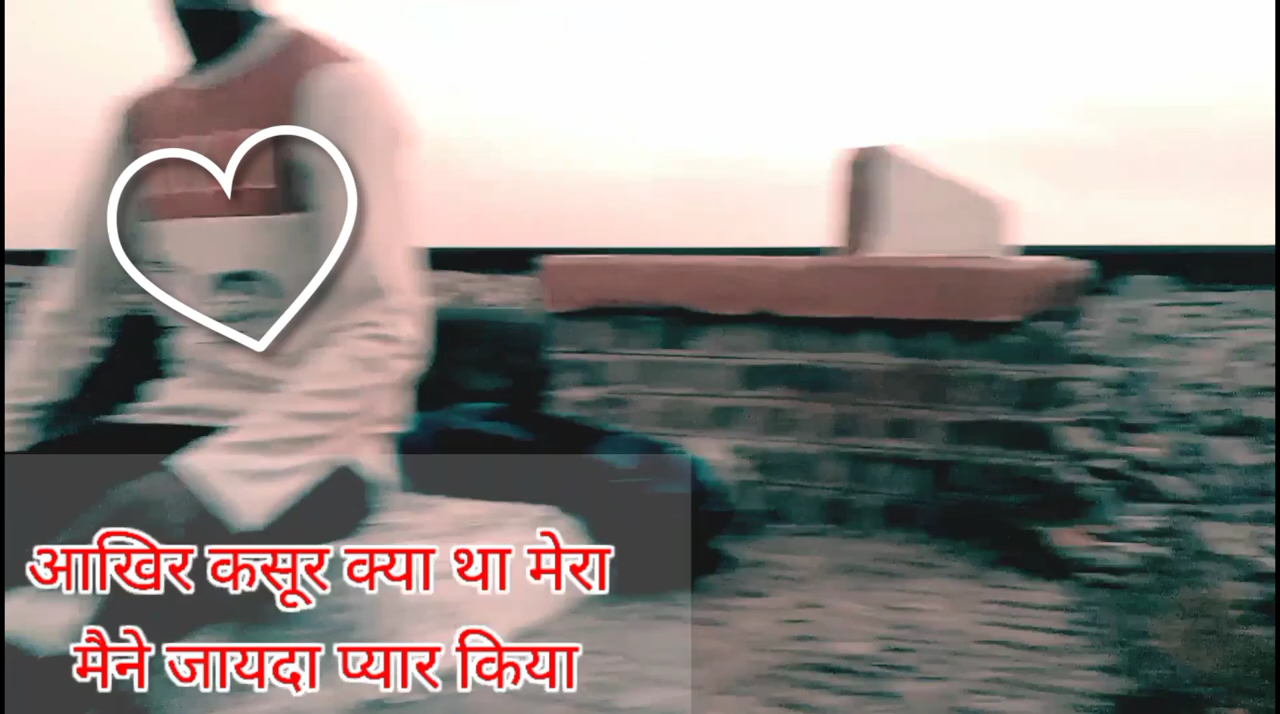 आखिर कसूर क्या था मेरा
मैने जायदा प्यार किया